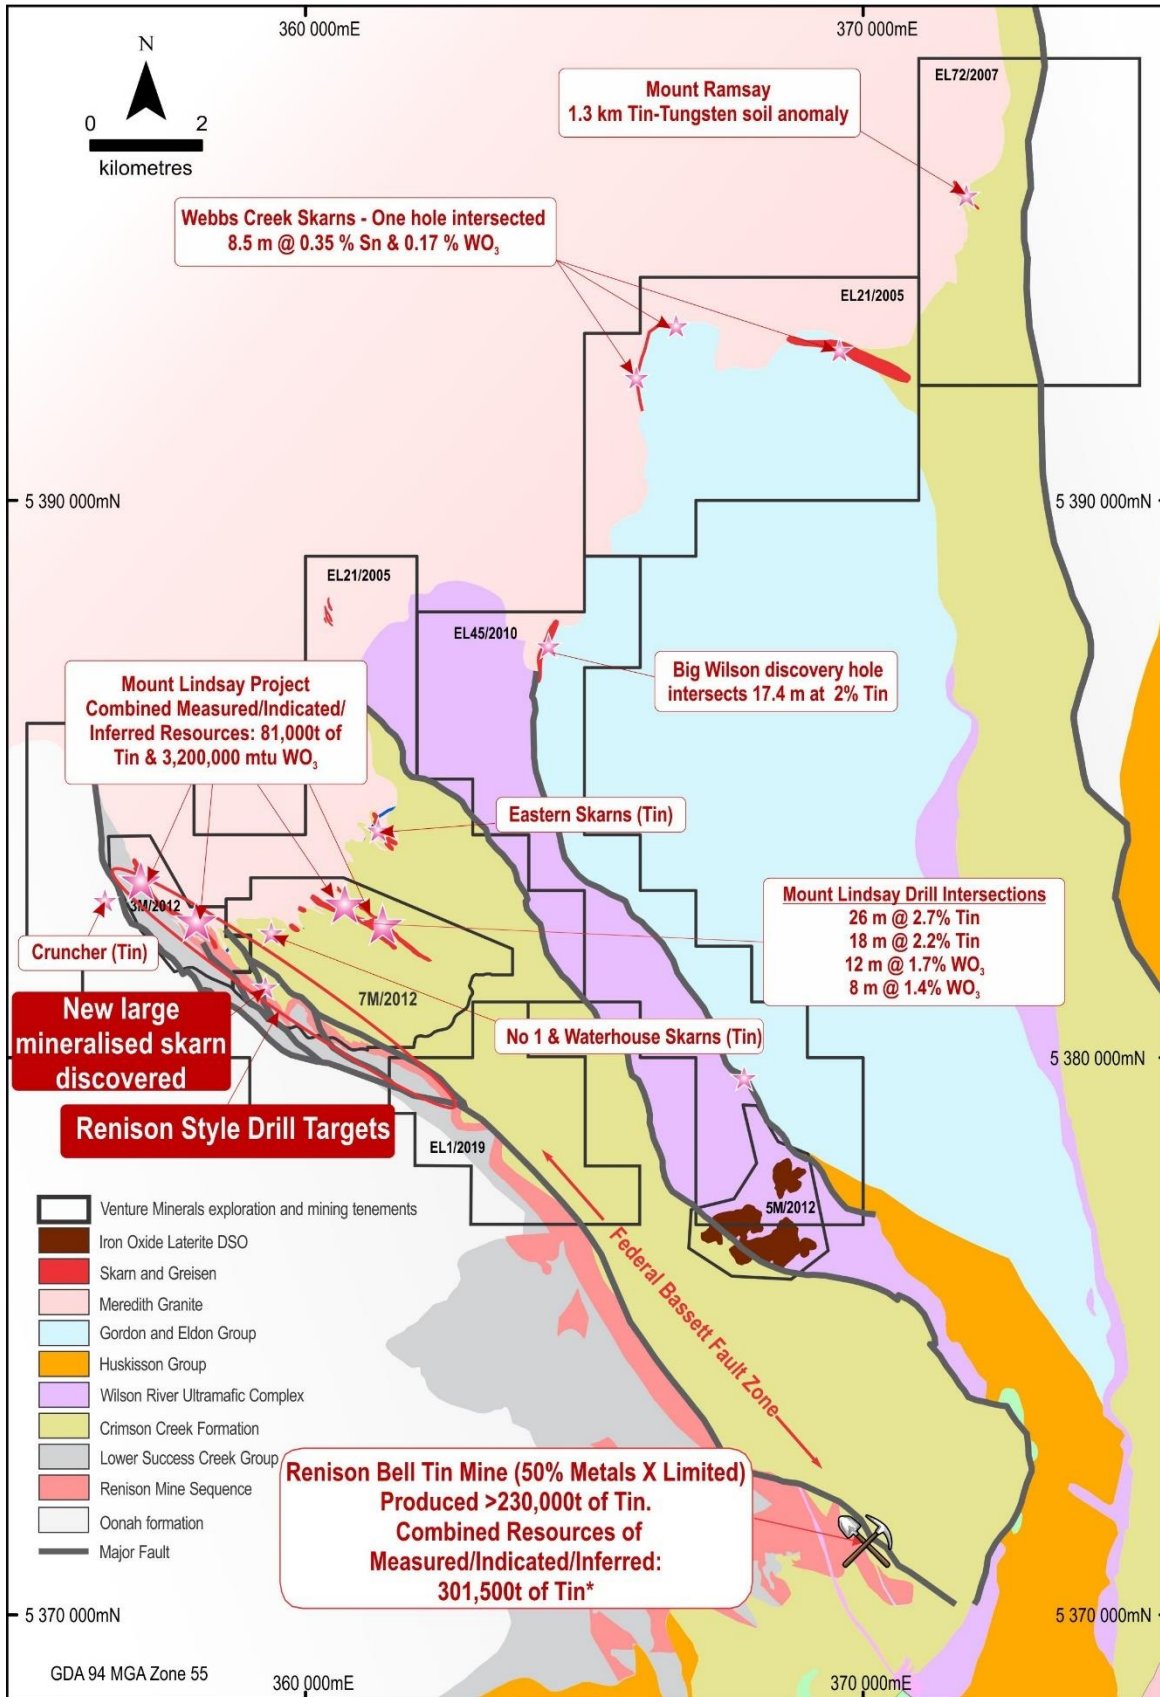 360 000mE
370 000mE
N
0 2
kilometres
EL72/2007
Mount Ramsay
1.3 km Tin-Tungsten soil anomaly
Webbs Creek Skarns - One hole intersected
8.5 m @ 0.35 % Sn & 0.17 % WO₃
EL21/2005
5 390 000mN
5 390 000mN
EL21/2005
EL45/2010
Mount Lindsay Project
Combined Measured/Indicated/
Inferred Resources: 81,000t of
Tin & 3,200,000 mtu WO₃
Big Wilson discovery hole
intersects 17.4 m at 2% Tin
Eastern Skarns (Tin)
3M/2012
Cruncher (Tin)
Mount Lindsay Drill Intersections
26 m @ 2.7% Tin
18 m @ 2.2% Tin
12 m @ 1.7% WO₃
8 m @ 1.4% WO₃
7M/2012
New large
mineralised skarn
discovered
No 1 & Waterhouse Skarns (Tin)
5 380 000mN
Renison Style Drill Targets
EL1/2019
5M/2012
Federal Bassett Fault Zone
Venture Minerals exploration and mining tenements
Iron Oxide Laterite DSO
Skarn and Greisen
Meredith Granite
Gordon and Eldon Group
Huskisson Group
Wilson River Ultramafic Complex
Crimson Creek Formation
Lower Success Creek Group
Renison Mine Sequence
Oonah formation
Major Fault
Renison Bell Tin Mine (50% Metals X Limited)
Produced >230,000t of Tin.
Combined Resources of
Measured/Indicated/Inferred:
301,500t of Tin*
5 370 000mN
5 370 000mN
GDA 94 MGA Zone 55
360 000mE
370 000mE